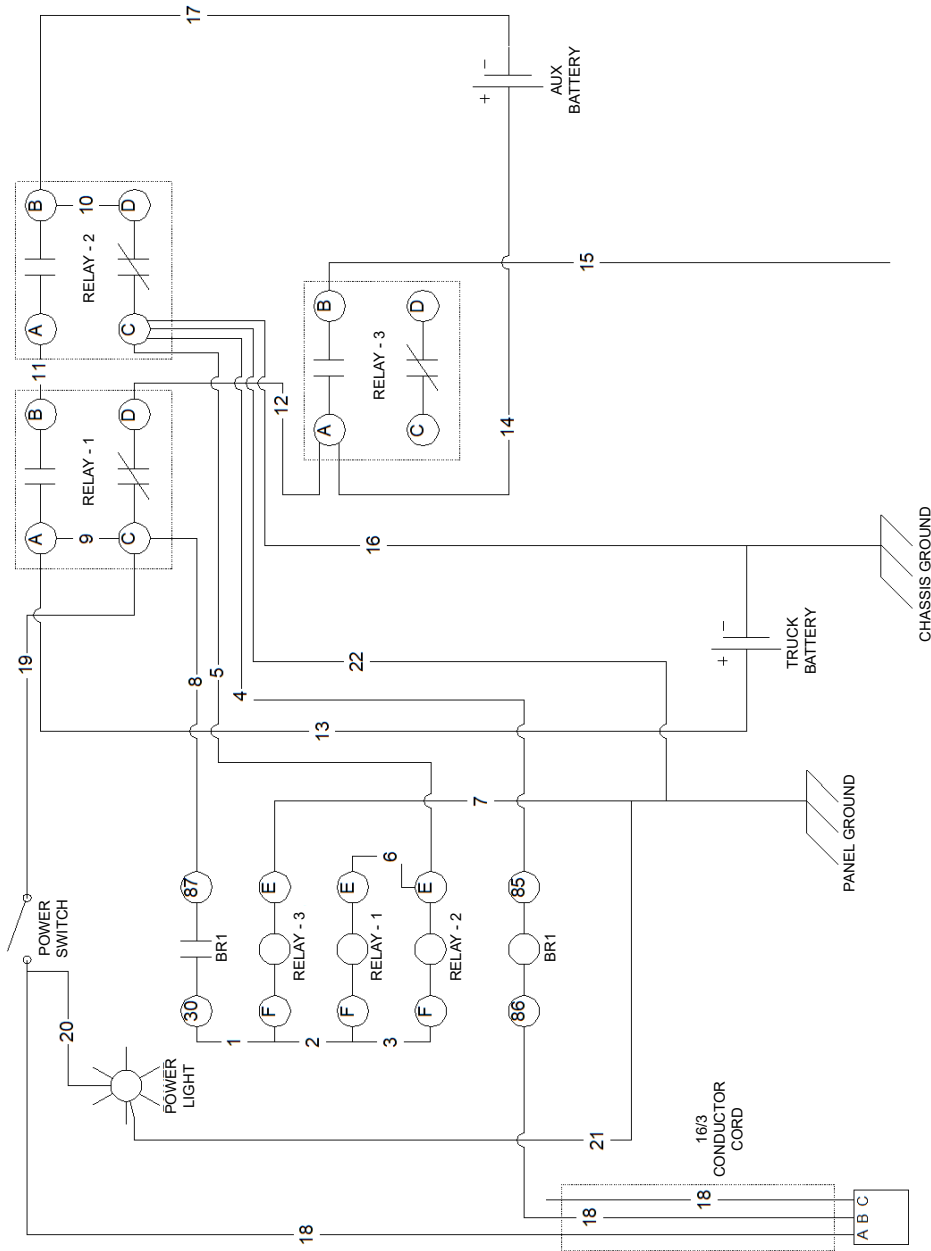 17
AUX
BATTERY
-
+
B
10
D
RELAY - 2
A
C
11
B
D
RELAY - 1
A
9
C
15
B
D
RELAY - 3
A
C
12
14
16
CHASSIS GROUND
19
8
5
4
22
13
-
+
TRUCK
BATTERY
7
PANEL GROUND
POWER
SWITCH
87
BR1
30
E
RELAY - 3
F
6
E
RELAY - 1
F
E
RELAY - 2
F
85
BR1
86
1
2
3
20
POWER
LIGHT
21
16/3
CONDUCTOR
CORD
18
18
18
A B C